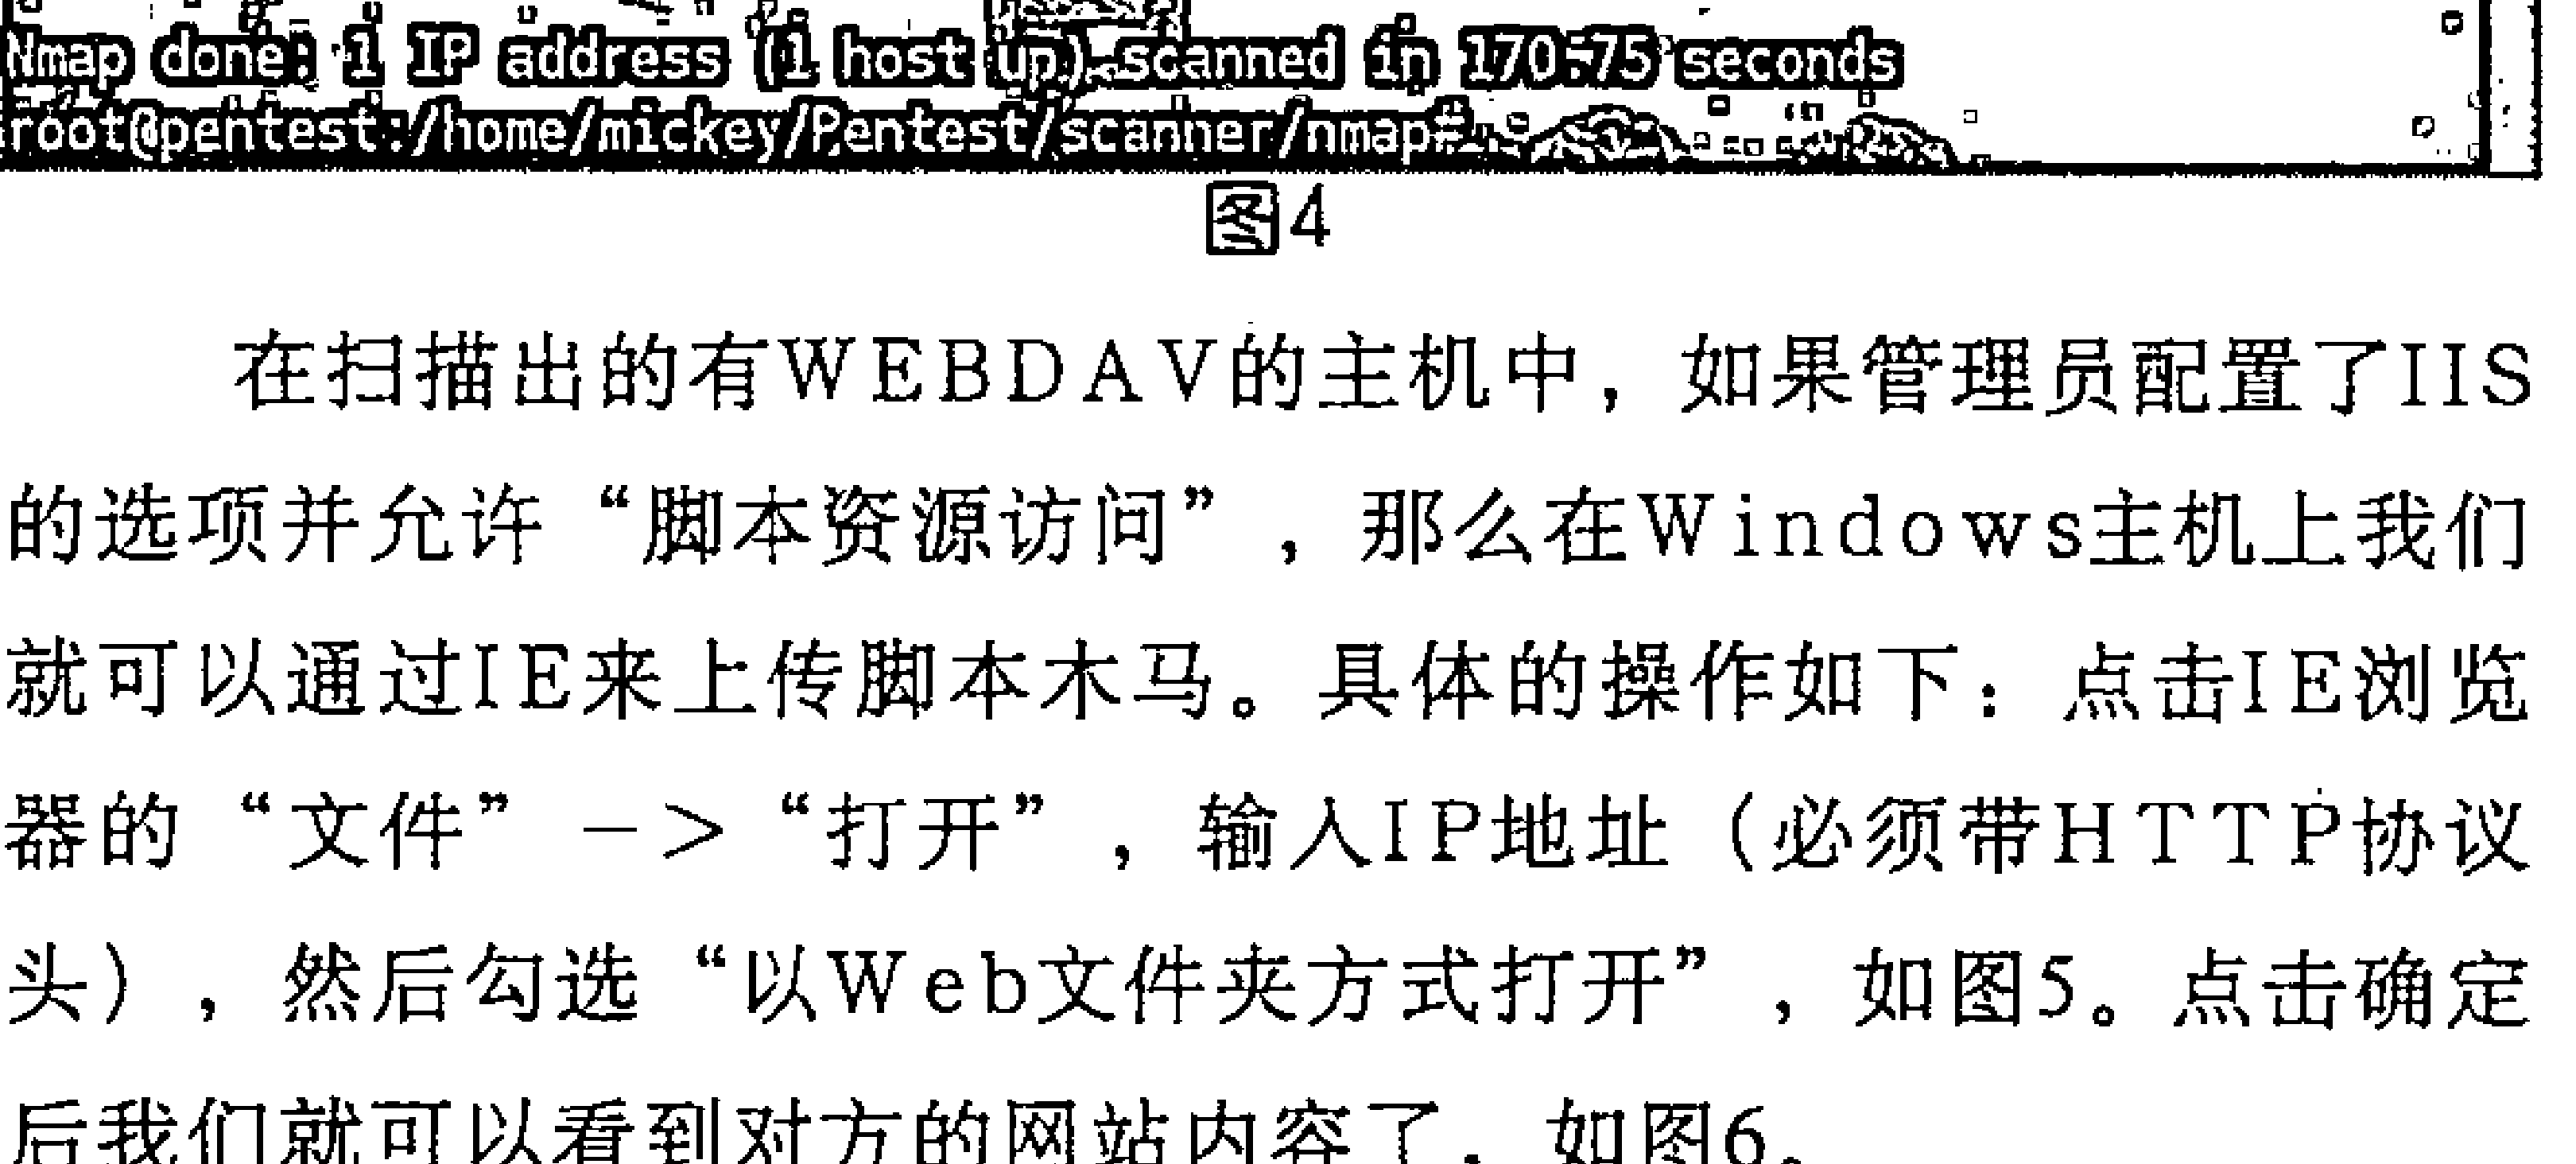 Nmap done: 1 IP address (1 host up) scanned in 170.75 seconds
root@pentest:/home/mickey/Pentest/scanner/nmap#
图4
在扫描出的有WEBDAV的主机中，如果管理员配置了IIS
的选项并允许“脚本资源访问”，那么在Windows主机上我们
就可以通过IE来上传脚本木马。具体的操作如下：点击IE浏览
器的“文件”－＞“打开”，输入IP地址（必须带HTTP协议
头），然后勾选“以Web文件夹方式打开”，如图5。点击确定
后我们就可以看到对方的网站内容了，如图6。